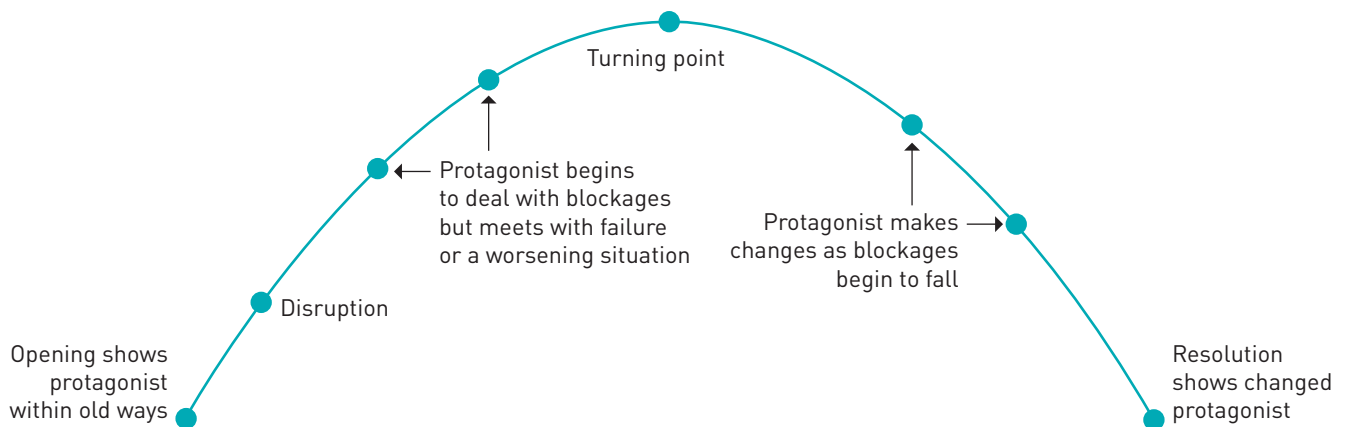 Turning point
Protagonist begins
to deal with blockages
but meets with failure
or a worsening situation
Protagonist makes
changes as blockages
begin to fall
Disruption
Opening shows
protagonist
within old ways
Resolution
shows changed
protagonist